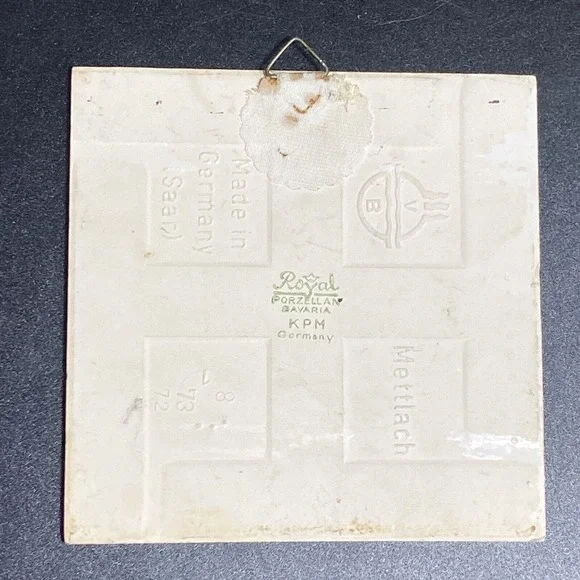 Made in
Germany
(Saar)
V
B
Royal
PORZELLAN
BAVARIA
KPM
Germany
8
73
72
Mettlach